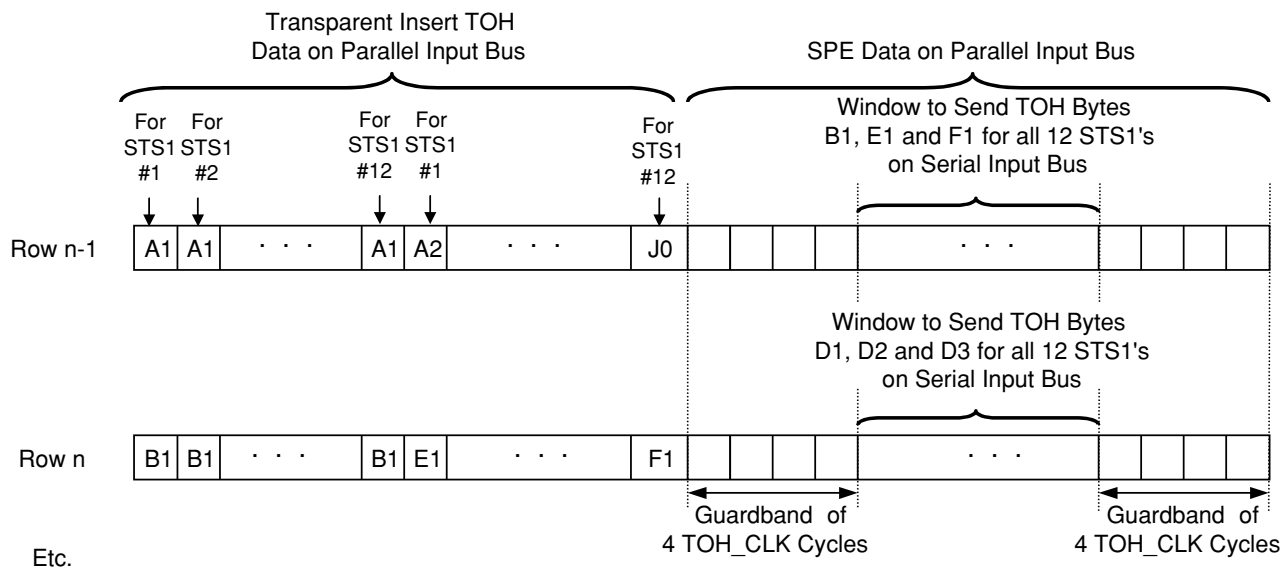 Transparent Insert TOH
Data on Parallel Input Bus
SPE Data on Parallel Input Bus
For
STS1
#1
For
STS1
#2
For
STS1
#12
For
STS1
#1
For
STS1
#12
Window to Send TOH Bytes
B1, E1 and F1 for all 12 STS1's
on Serial Input Bus
Row n-1
A1 A1 · · · A1 A2 · · · J0 · · ·
Window to Send TOH Bytes
D1, D2 and D3 for all 12 STS1's
on Serial Input Bus
Row n
B1 B1 · · · B1 E1 · · · F1 · · ·
Guardband of
4 TOH_CLK Cycles
Guardband of
4 TOH_CLK Cycles
Etc.